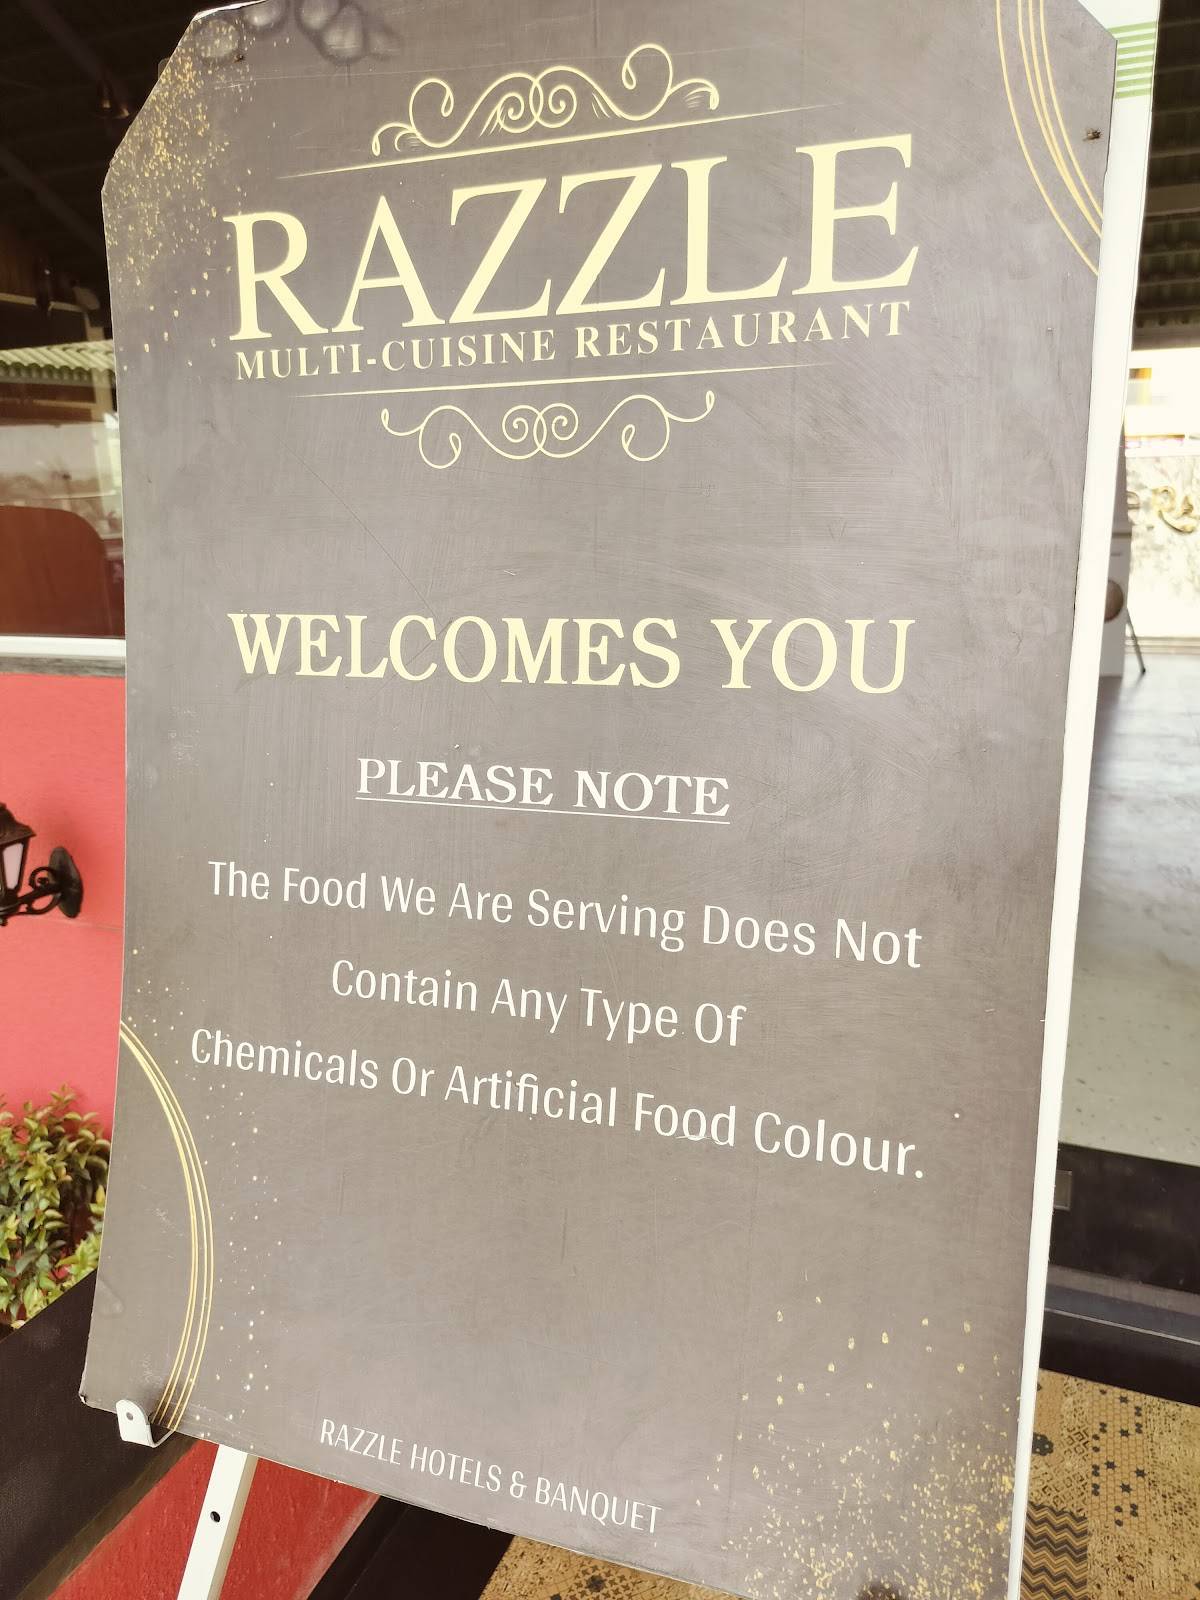 RAZZLE
MULTI-CUISINE RESTAURANT
WELCOMES YOU
PLEASE NOTE
The Food We Are Serving Does Not
Contain Any Type Of
Chemicals Or Artificial Food Colour.
RAZZLE HOTELS & BANQUET